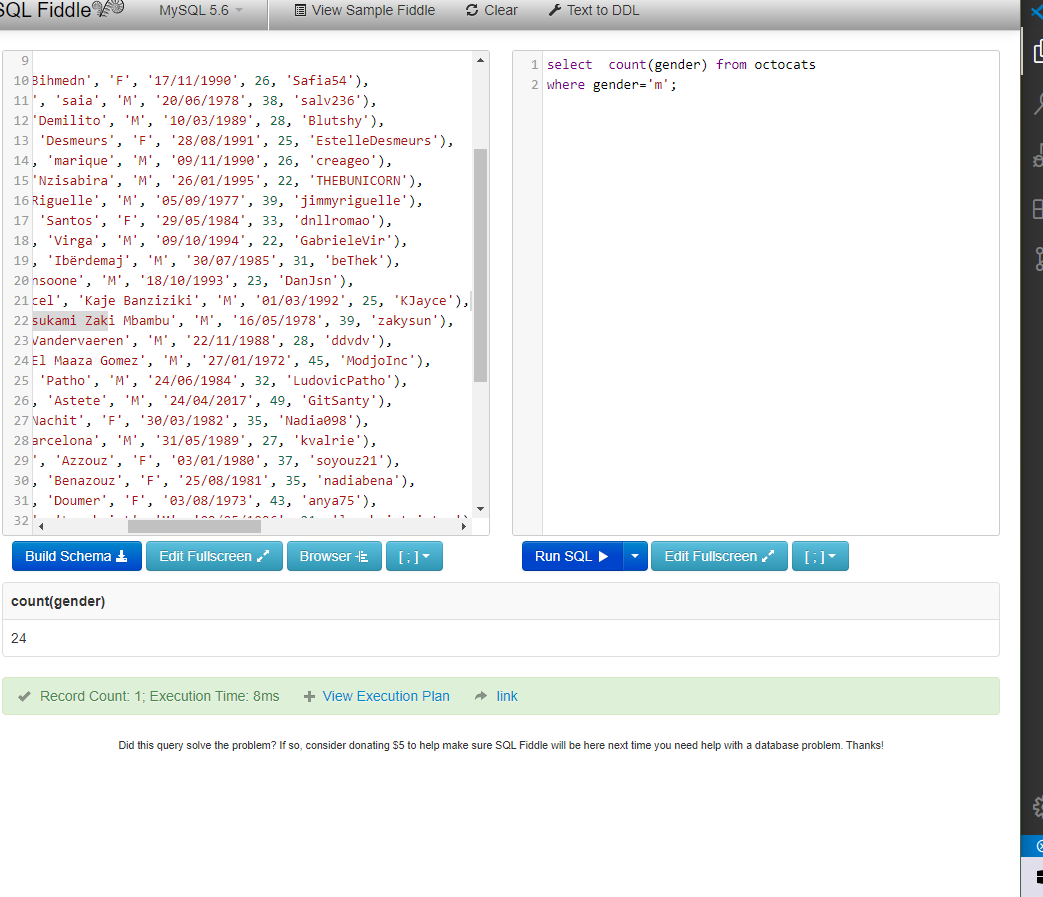 SQL Fiddle MySQL 5.6 View Sample Fiddle Clear Text to DDL
9
10 Bihmedn', 'F', '17/11/1990', 26, 'Safia54'),
11 ', 'saia', 'M', '20/06/1978', 38, 'salv236'),
12 'Demilito', 'M', '10/03/1989', 28, 'Blutshy'),
13 'Desmeurs', 'F', '28/08/1991', 25, 'EstelleDesmeurs'),
14 , 'marique', 'M', '09/11/1990', 26, 'creageo'),
15 'Nzisabira', 'M', '26/01/1995', 22, 'THEBUNICORN'),
16 Riguelle', 'M', '05/09/1977', 39, 'jimmyriguelle'),
17 'Santos', 'F', '29/05/1984', 33, 'dnllromao'),
18 , 'Virga', 'M', '09/10/1994', 22, 'GabrieleVir'),
19 , 'Ibërdemaj', 'M', '30/07/1985', 31, 'beThek'),
20 nsoone', 'M', '18/10/1993', 23, 'DanJsn'),
21 cel', 'Kaje Banziziki', 'M', '01/03/1992', 25, 'KJayce'),
22 sukami Zaki Mbambu', 'M', '16/05/1978', 39, 'zakysun'),
23 Vandervaeren', 'M', '22/11/1988', 28, 'ddvdv'),
24 El Maaza Gomez', 'M', '27/01/1972', 45, 'ModjoInc'),
25 'Patho', 'M', '24/06/1984', 32, 'LudovicPatho'),
26 , 'Astete', 'M', '24/04/2017', 49, 'GitSanty'),
27 Nachit', 'F', '30/03/1982', 35, 'Nadia098'),
28 arcelona', 'M', '31/05/1989', 27, 'kvalrie'),
29 ', 'Azzouz', 'F', '03/01/1980', 37, 'soyouz21'),
30 , 'Benazouz', 'F', '25/08/1981', 35, 'nadiabena'),
31 , 'Doumer', 'F', '03/08/1973', 43, 'anya75'),
32
1 select count(gender) from octocats
2 where gender='m';
Build Schema Edit Fullscreen Browser [ ; ] Run SQL Edit Fullscreen [ ; ]
count(gender)
24
Record Count: 1; Execution Time: 8ms View Execution Plan link
Did this query solve the problem? If so, consider donating $5 to help make sure SQL Fiddle will be here next time you need help with a database problem. Thanks!